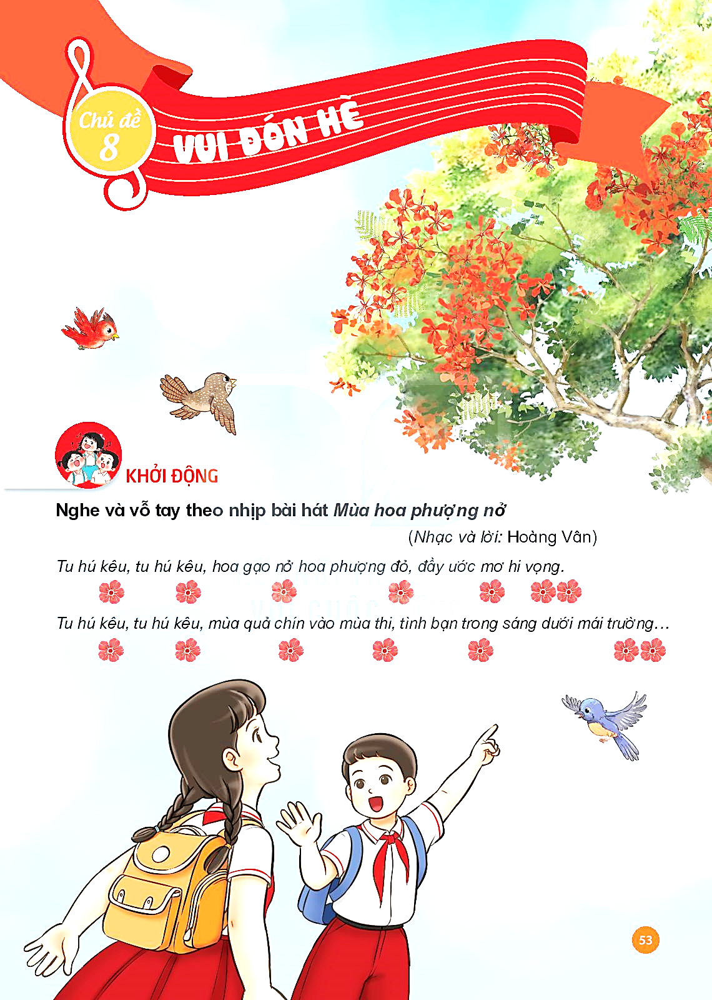 Chủ đề
8
VUI ĐÓN HÈ
KHỞI ĐỘNG
Nghe và vỗ tay theo nhịp bài hát Mùa hoa phượng nở
(Nhạc và lời: Hoàng Vân)
Tu hú kêu, tu hú kêu, hoa gạo nở hoa phượng đỏ, đầy ước mơ hi vọng.
Tu hú kêu, tu hú kêu, mùa quả chín vào mùa thi, tình bạn trong sáng dưới mái trường...
53